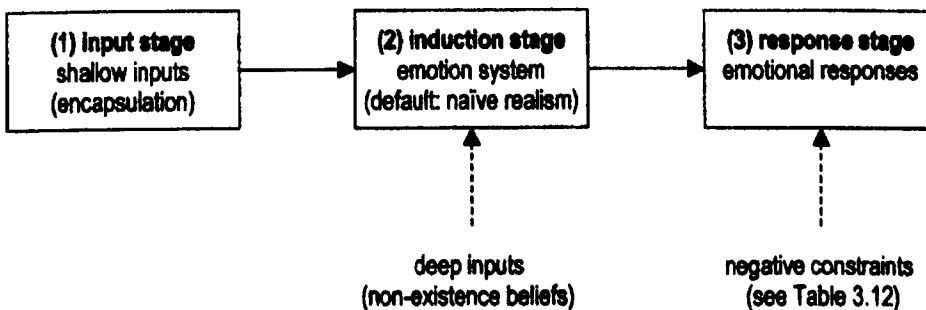 (1) input stage
shallow inputs
(encapsulation)
(2) induction stage
emotion system
(default: naïve realism)
(3) response stage
emotional responses
deep inputs
(non-existence beliefs)
negative constraints
(see Table 3.12)